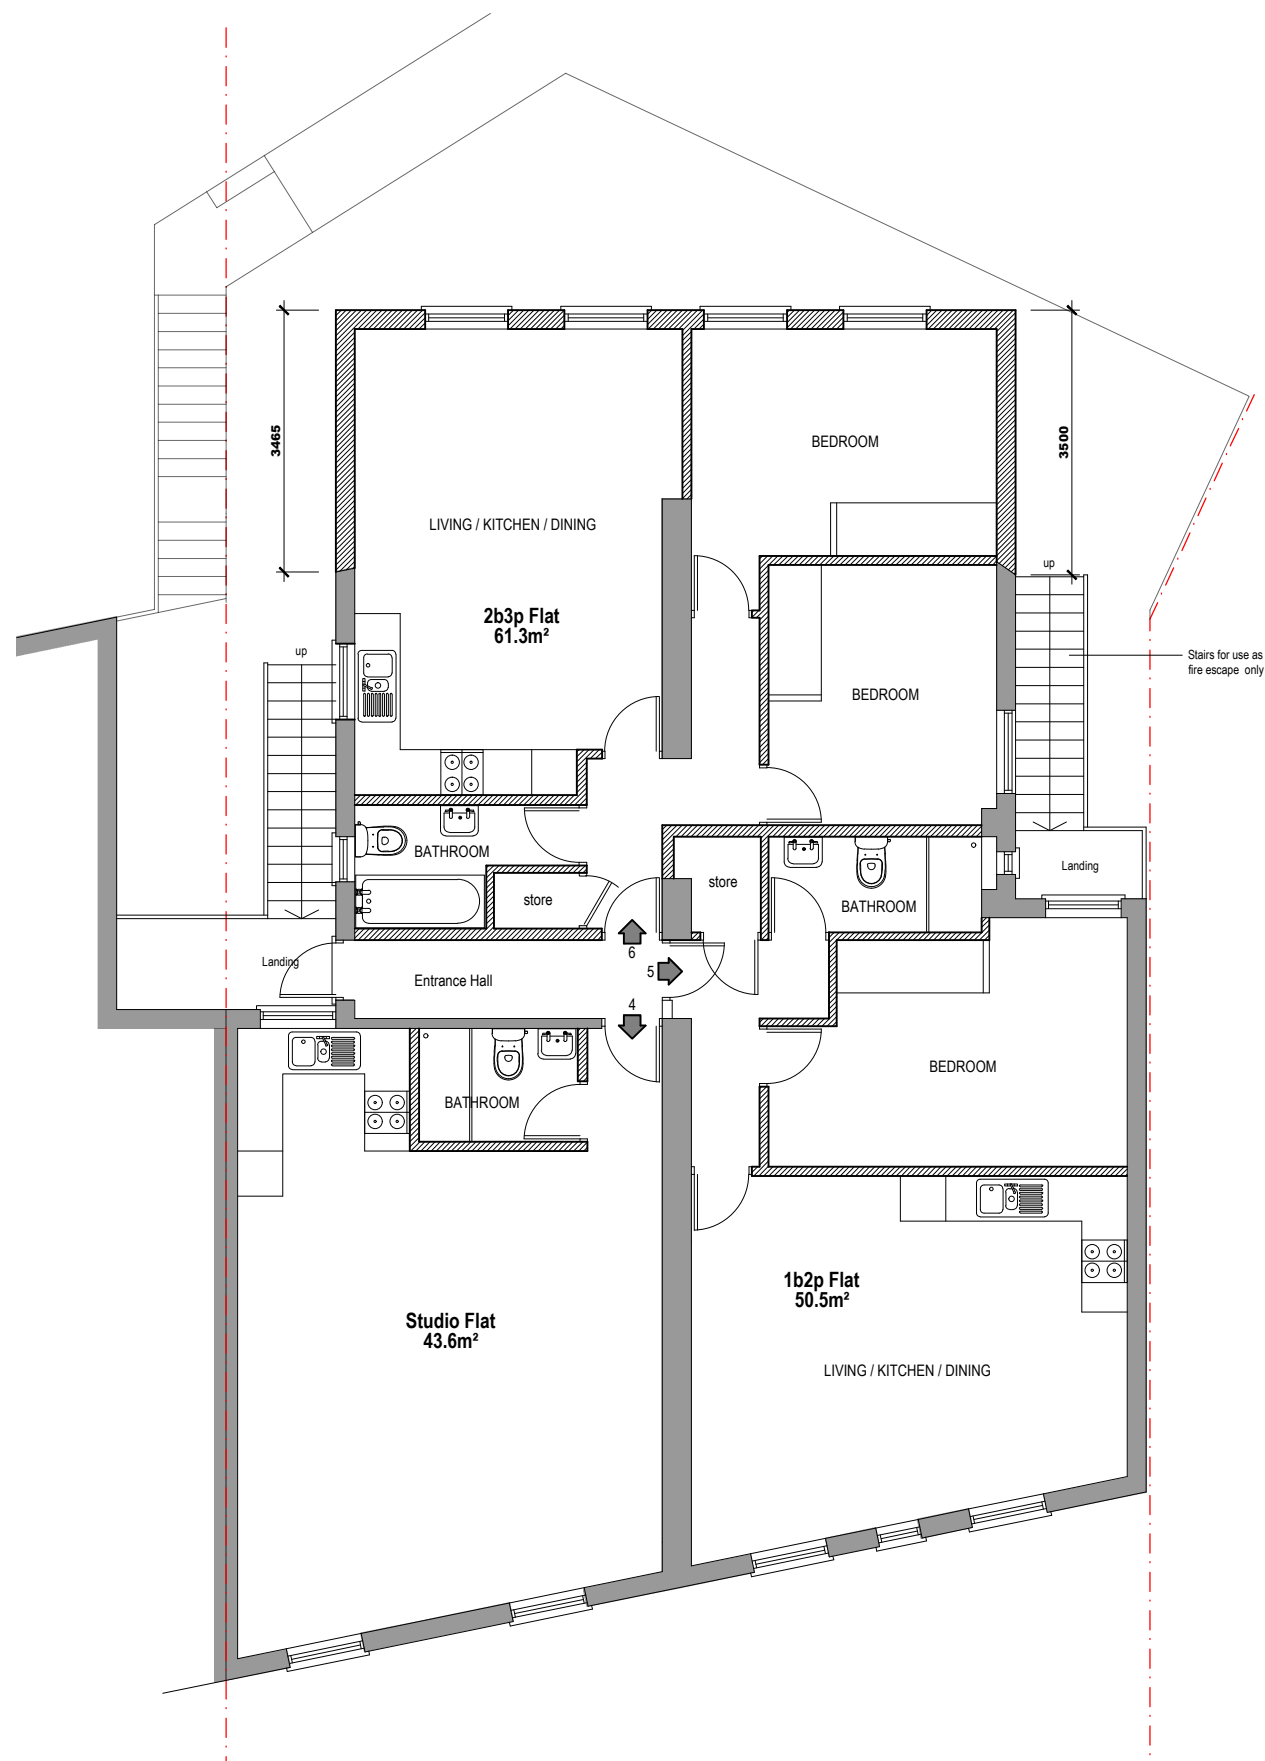 3465
3500
BEDROOM
LIVING / KITCHEN / DINING
2b3p Flat
61.3m²
up
up
Stairs for use as
fire escape only
BEDROOM
BATHROOM
store
store
Landing
BATHROOM
6
5
4
Landing
Entrance Hall
BEDROOM
BATHROOM
1b2p Flat
50.5m²
Studio Flat
43.6m²
LIVING / KITCHEN / DINING